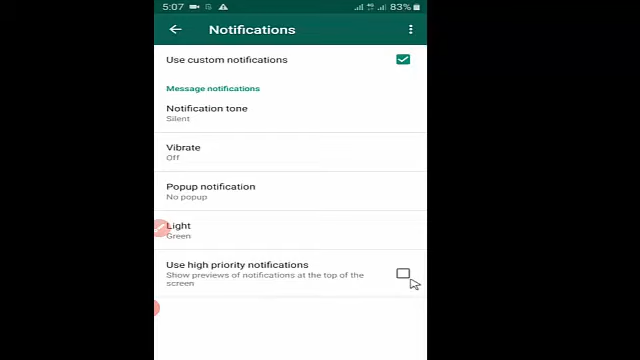 5:07 83%
Notifications
Use custom notifications
Message notifications
Notification tone
Silent
Vibrate
Off
Popup notification
No popup
Light
Green
Use high priority notifications
Show previews of notifications at the top of the
screen